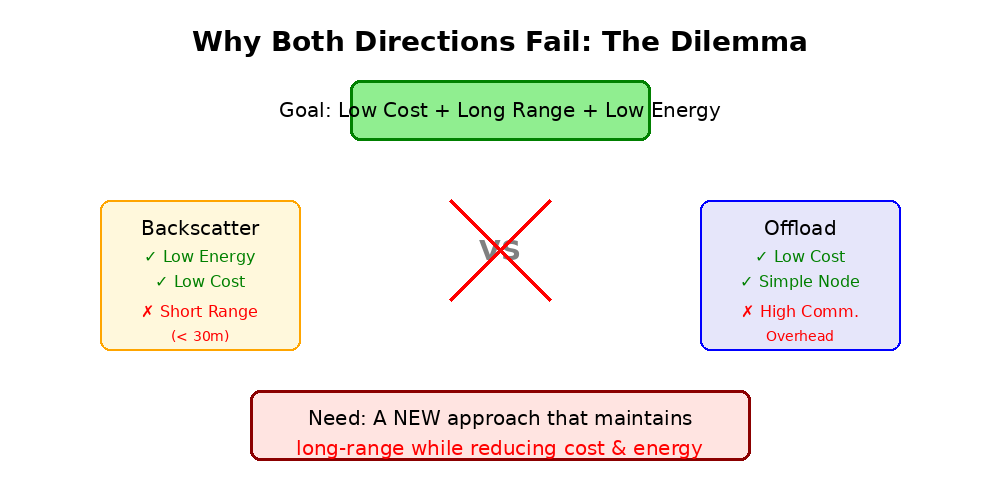 Why Both Directions Fail: The Dilemma
Goal: Low Cost + Long Range + Low Energy
Backscatter
✓ Low Energy
✓ Low Cost
✗ Short Range
(< 30m)
VS
Offload
✓ Low Cost
✓ Simple Node
✗ High Comm.
Overhead
Need: A NEW approach that maintains
long-range while reducing cost & energy